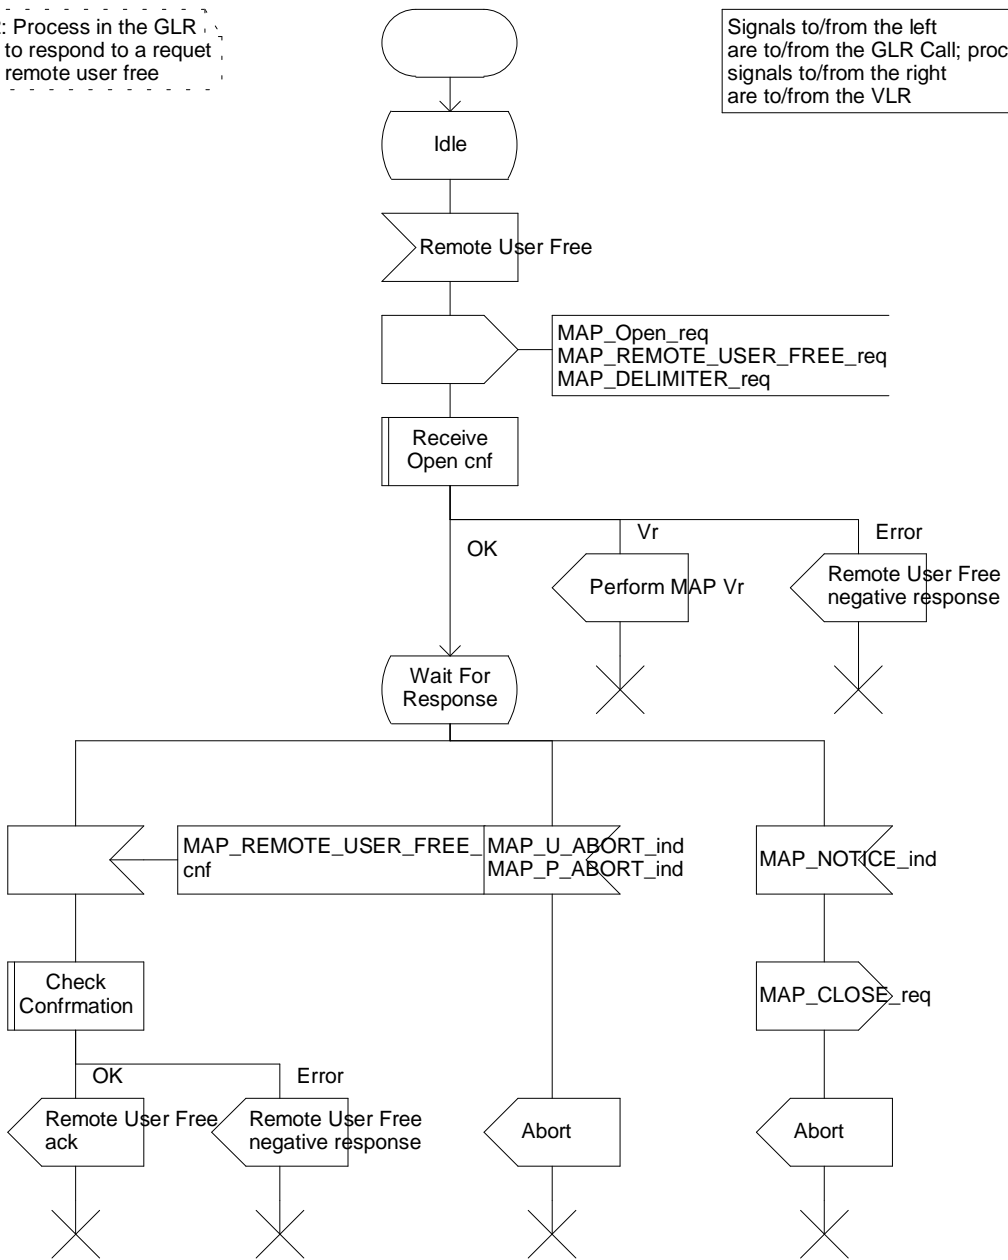 : Process in the GLR
to respond to a requet
remote user free
Signals to/from the left
are to/from the GLR Call; proc
signals to/from the right
are to/from the VLR
Idle
Remote User Free
MAP_Open_req
MAP_REMOTE_USER_FREE_req
MAP_DELIMITER_req
Receive
Open cnf
OK
Vr
Error
Perform MAP Vr
Remote User Free
negative response
Wait For
Response
MAP_REMOTE_USER_FREE_
cnf
MAP_U_ABORT_ind
MAP_P_ABORT_ind
MAP_NOTICE_ind
Check
Confrmation
MAP_CLOSE_req
OK
Error
Remote User Free
ack
Remote User Free
negative response
Abort
Abort